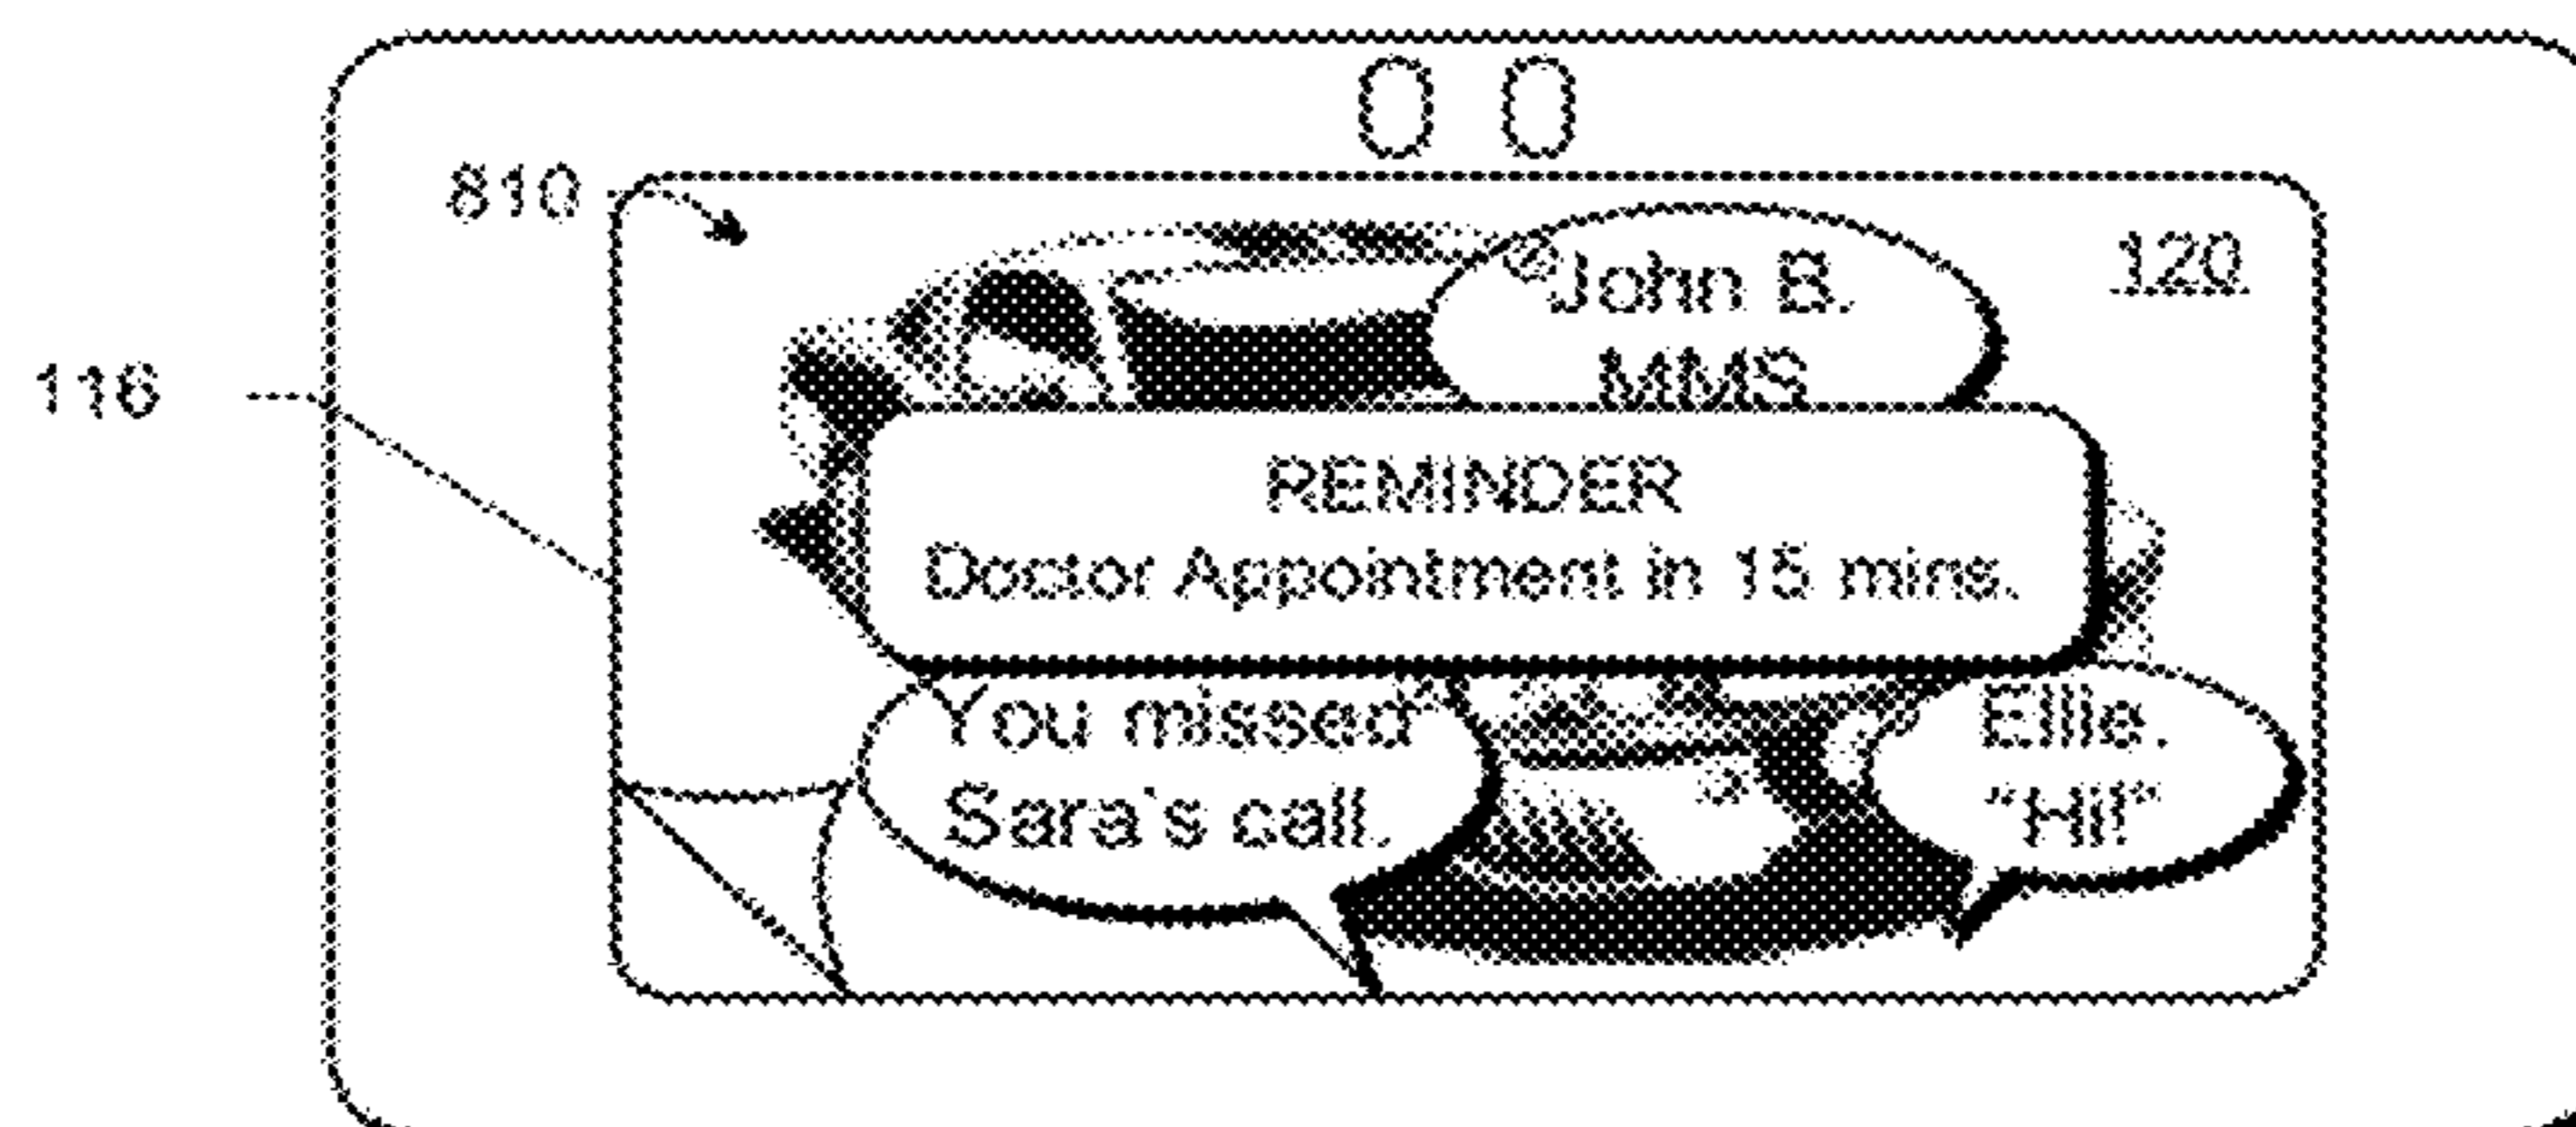 810
120
John B.
MMS
116
REMINDER
Doctor Appointment in 15 mins.
You missed
Sara's call.
Ellie.
"Hi!"